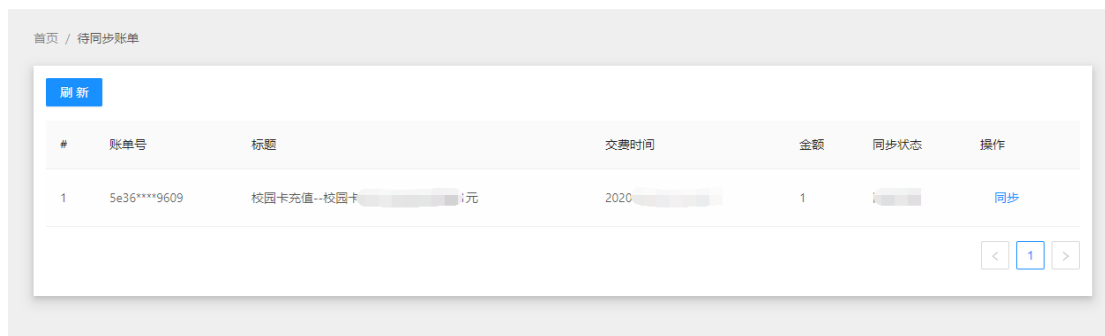 首页 / 待同步账单
刷 新
# 账单号 标题 交费时间 金额 同步状态 操作
1 5e36****9609 校园卡充值--校园卡 元 2020 1 同步
< 1 >